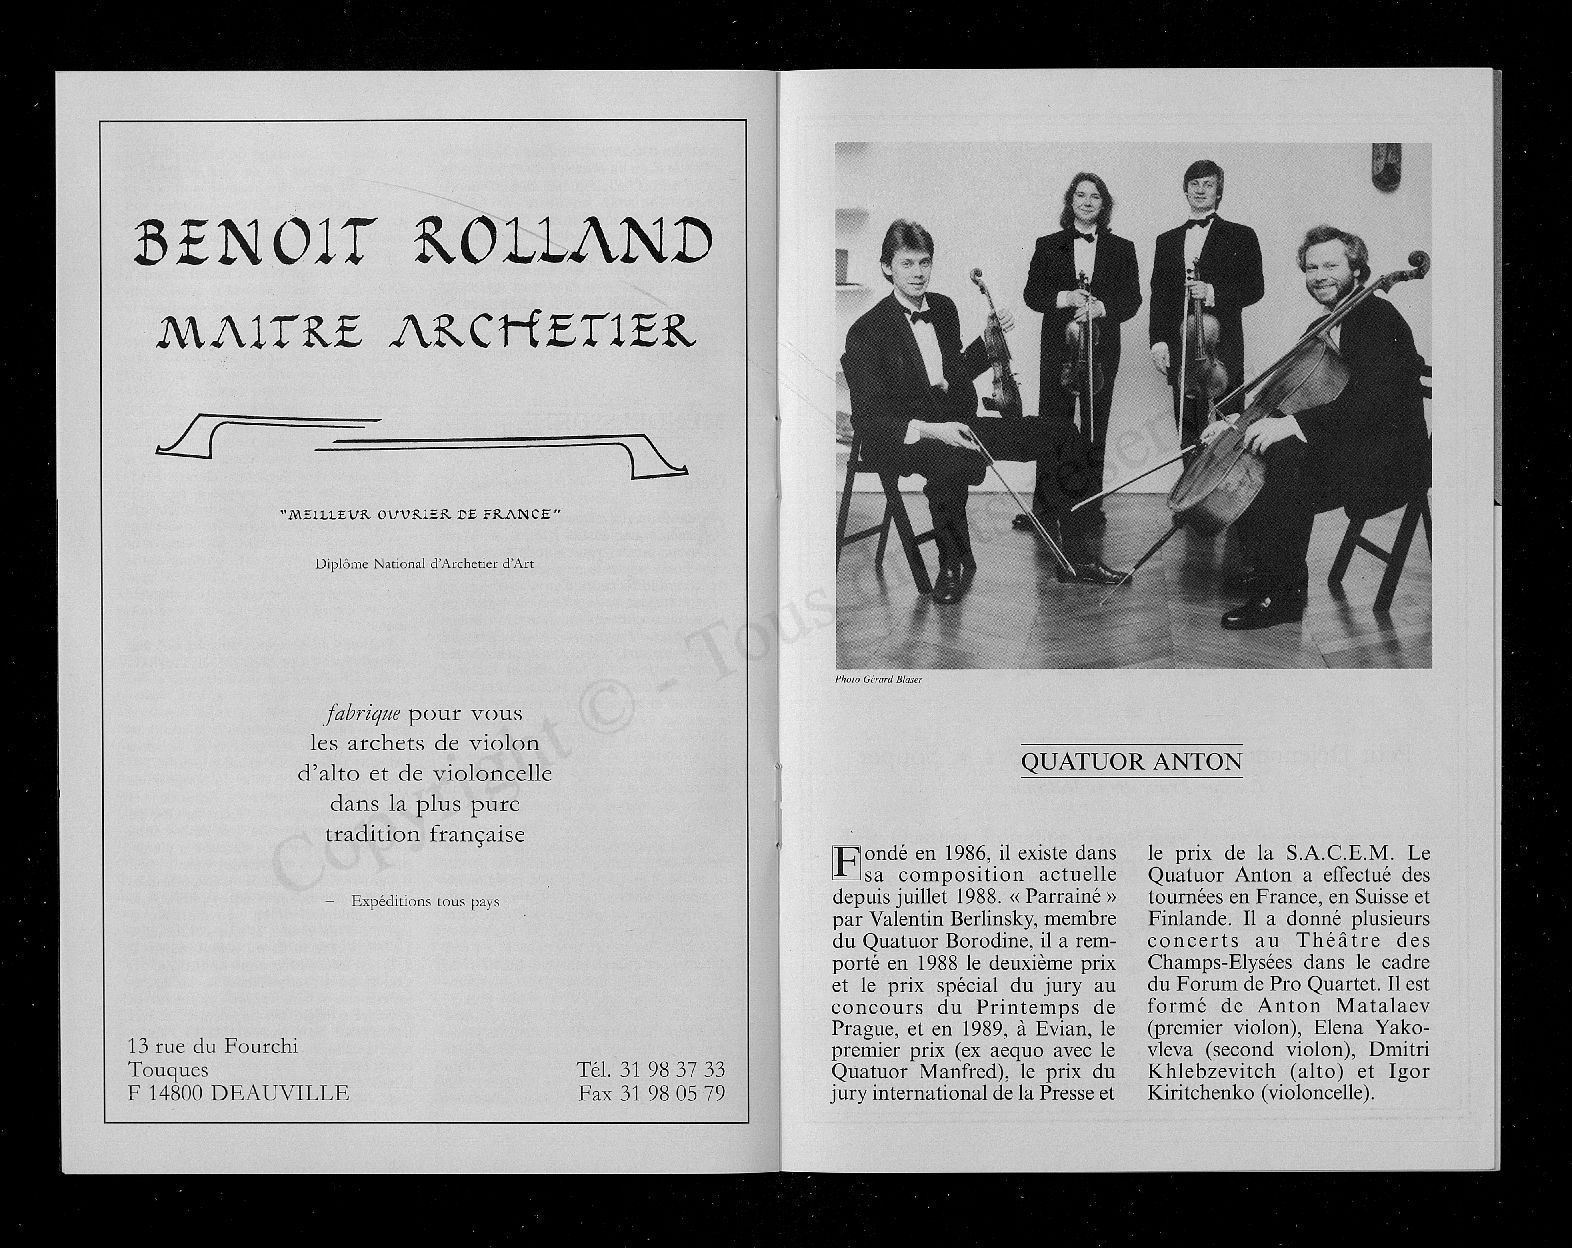 BENOIT ROLLAND
MAITRE ARCHETIER
"MEILLEUR OUVRIER DE FRANCE"
Diplôme National d'Archetier d'Art
fabrique pour vous
les archets de violon
d'alto et de violoncelle
dans la plus pure
tradition française
– Expéditions tous pays
13 rue du Fourchi
Touques
F 14800 DEAUVILLE
Tél. 31 98 37 33
Fax 31 98 05 79
Photo Gérard Blaser
QUATUOR ANTON
Fondé en 1986, il existe dans
sa composition actuelle
depuis juillet 1988. « Parrainé »
par Valentin Berlinsky, membre
du Quatuor Borodine, il a rem-
porté en 1988 le deuxième prix
et le prix spécial du jury au
concours du Printemps de
Prague, et en 1989, à Evian, le
premier prix (ex aequo avec le
Quatuor Manfred), le prix du
jury international de la Presse et
le prix de la S.A.C.E.M. Le
Quatuor Anton a effectué des
tournées en France, en Suisse et
Finlande. Il a donné plusieurs
concerts au Théâtre des
Champs-Elysées dans le cadre
du Forum de Pro Quartet. Il est
formé de Anton Matalaev
(premier violon), Elena Yako-
vleva (second violon), Dmitri
Khlebzevitch (alto) et Igor
Kiritchenko (violoncelle).
Copyright © - Tous